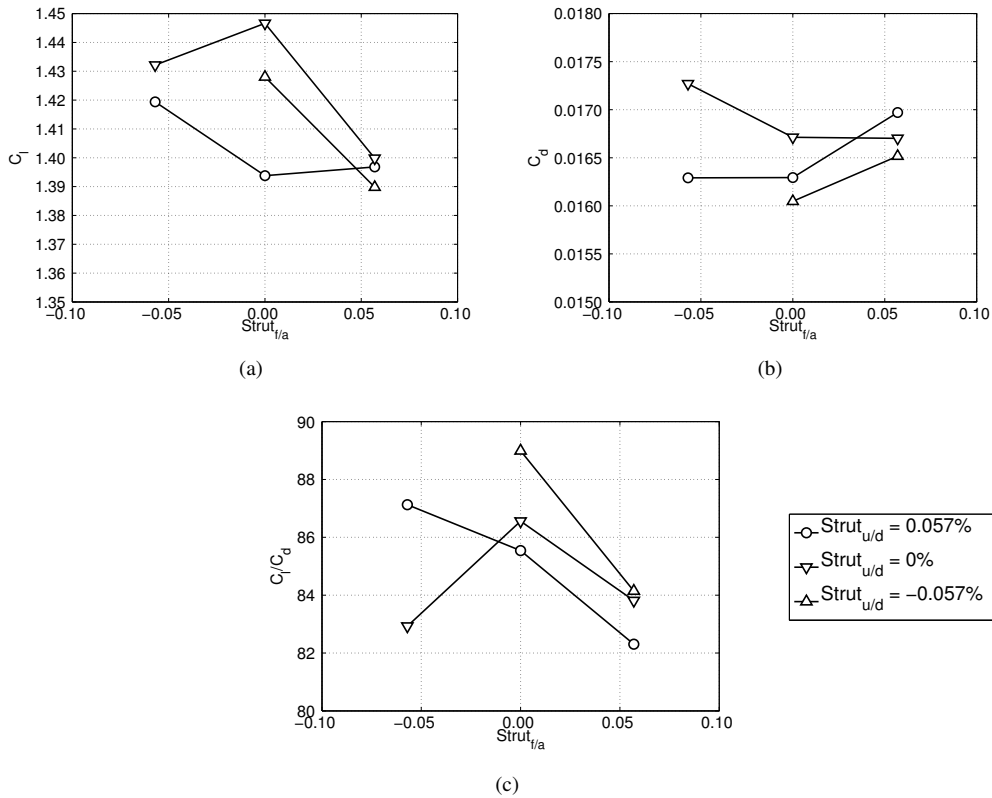 1.45
1.44
1.43
1.42
1.41
1.40
1.39
1.38
1.37
1.36
1.35
C_l
−0.10 −0.05 0.00 0.05 0.10
Strut_f/a
(a)
0.0180
0.0175
0.0170
0.0165
0.0160
0.0155
0.0150
C_d
−0.10 −0.05 0.00 0.05 0.10
Strut_f/a
(b)
90
88
86
84
82
80
C_l/C_d
−0.10 −0.05 0.00 0.05 0.10
Strut_f/a
(c)
Strut_u/d = 0.057%
Strut_u/d = 0%
Strut_u/d = −0.057%